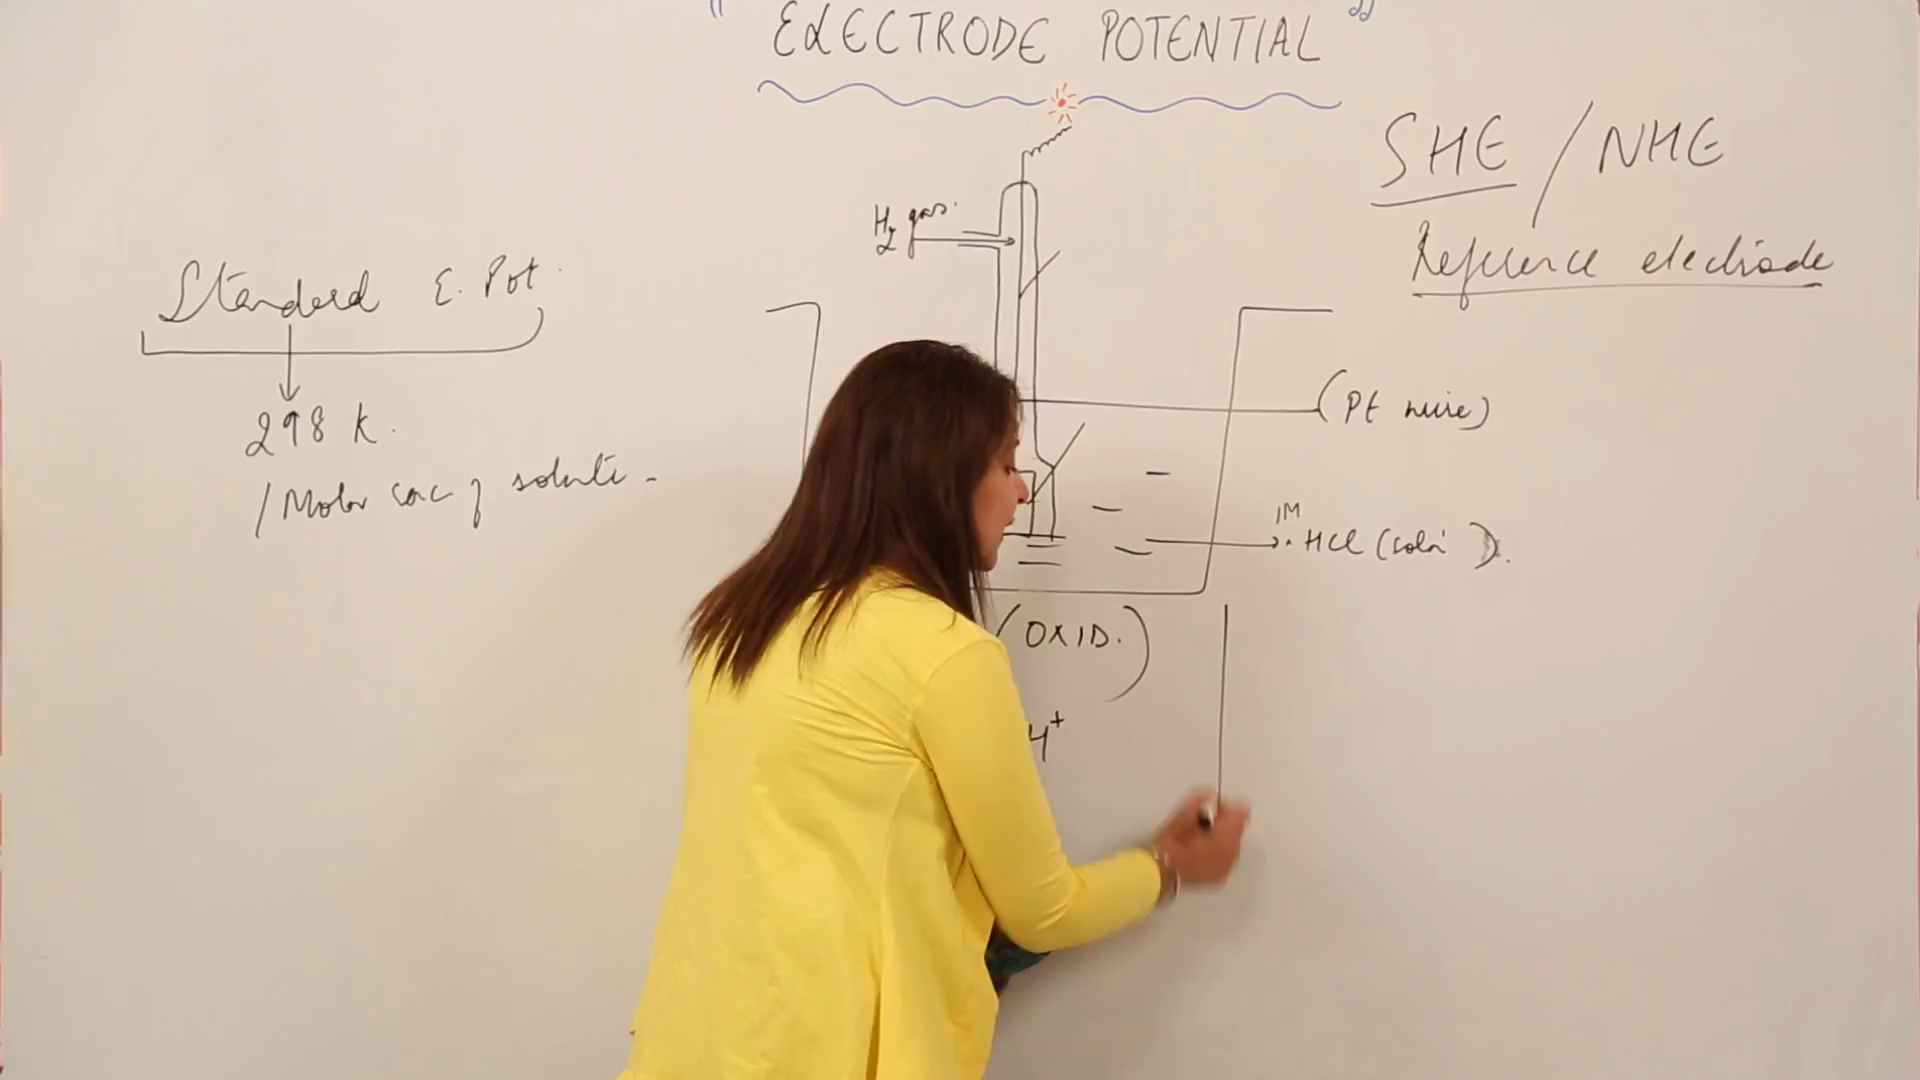 " ELECTRODE POTENTIAL "
SHE / NHE
Reference electrode
H2 gas.
Standard E. Pot.
298 K.
1 Molar conc of solute -
(Pt wire)
1M
HCl (soln).
(OXID.)
H+